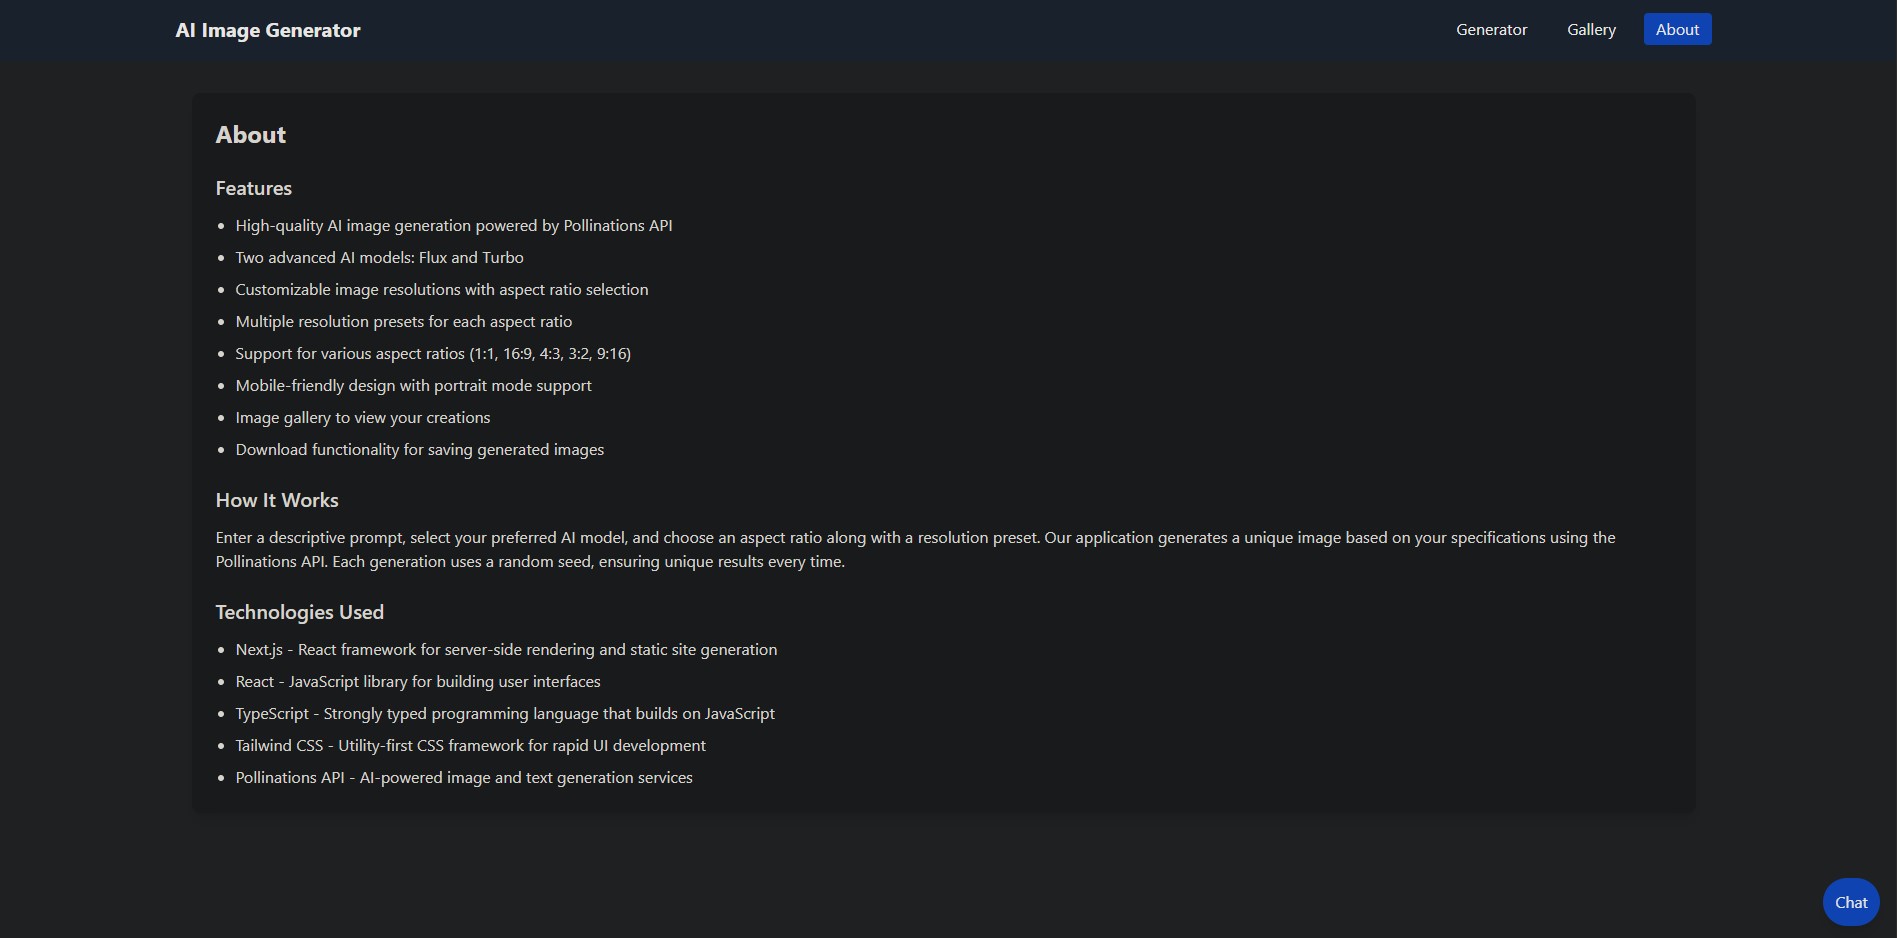 AI Image Generator
Generator
Gallery
About
About
Features
High-quality AI image generation powered by Pollinations API
Two advanced AI models: Flux and Turbo
Customizable image resolutions with aspect ratio selection
Multiple resolution presets for each aspect ratio
Support for various aspect ratios (1:1, 16:9, 4:3, 3:2, 9:16)
Mobile-friendly design with portrait mode support
Image gallery to view your creations
Download functionality for saving generated images
How It Works
Enter a descriptive prompt, select your preferred AI model, and choose an aspect ratio along with a resolution preset. Our application generates a unique image based on your specifications using the
Pollinations API. Each generation uses a random seed, ensuring unique results every time.
Technologies Used
Next.js - React framework for server-side rendering and static site generation
React - JavaScript library for building user interfaces
TypeScript - Strongly typed programming language that builds on JavaScript
Tailwind CSS - Utility-first CSS framework for rapid UI development
Pollinations API - AI-powered image and text generation services
Chat